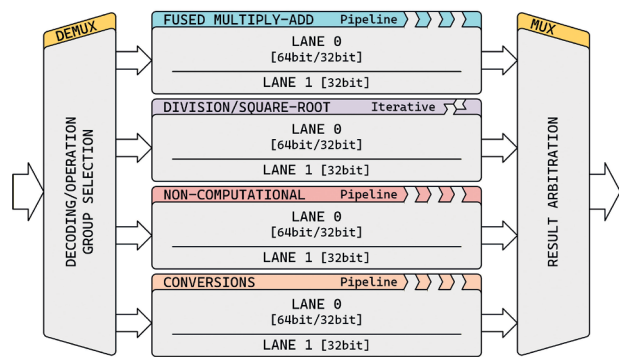 DEMUX
DECODING/OPERATION
GROUP SELECTION
FUSED MULTIPLY-ADD Pipeline
LANE 0
[64bit/32bit]
LANE 1 [32bit]
DIVISION/SQUARE-ROOT Iterative
LANE 0
[64bit/32bit]
LANE 1 [32bit]
NON-COMPUTATIONAL Pipeline
LANE 0
[64bit/32bit]
LANE 1 [32bit]
CONVERSIONS Pipeline
LANE 0
[64bit/32bit]
LANE 1 [32bit]
MUX
RESULT ARBITRATION